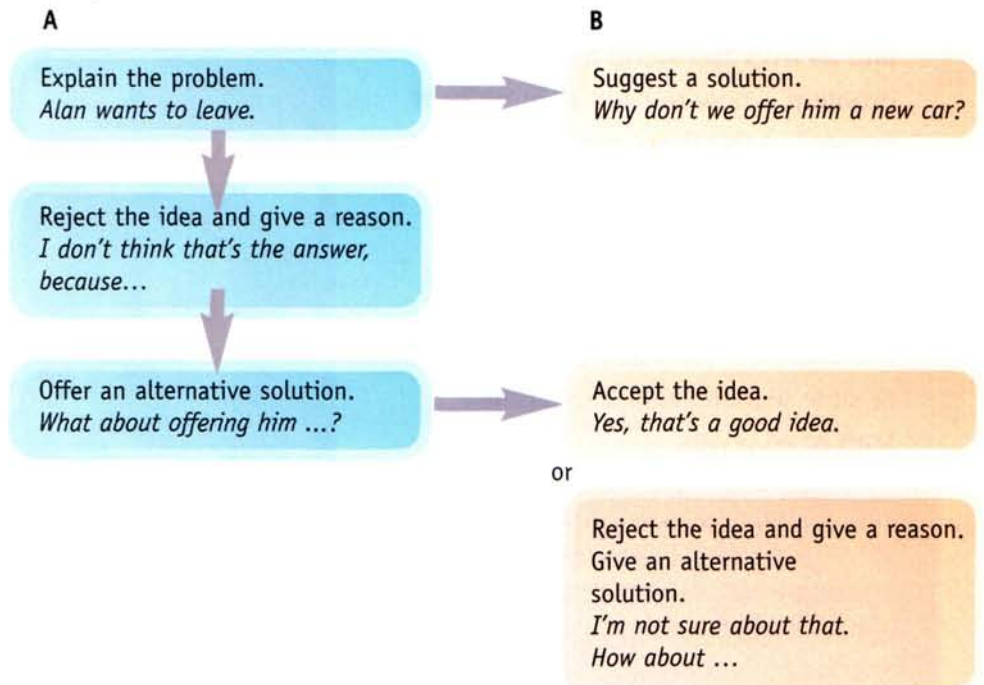 A
B
Explain the problem.
Alan wants to leave.
Suggest a solution.
Why don't we offer him a new car?
Reject the idea and give a reason.
I don't think that's the answer,
because...
Offer an alternative solution.
What about offering him ...?
Accept the idea.
Yes, that's a good idea.
or
Reject the idea and give a reason.
Give an alternative
solution.
I'm not sure about that.
How about ...